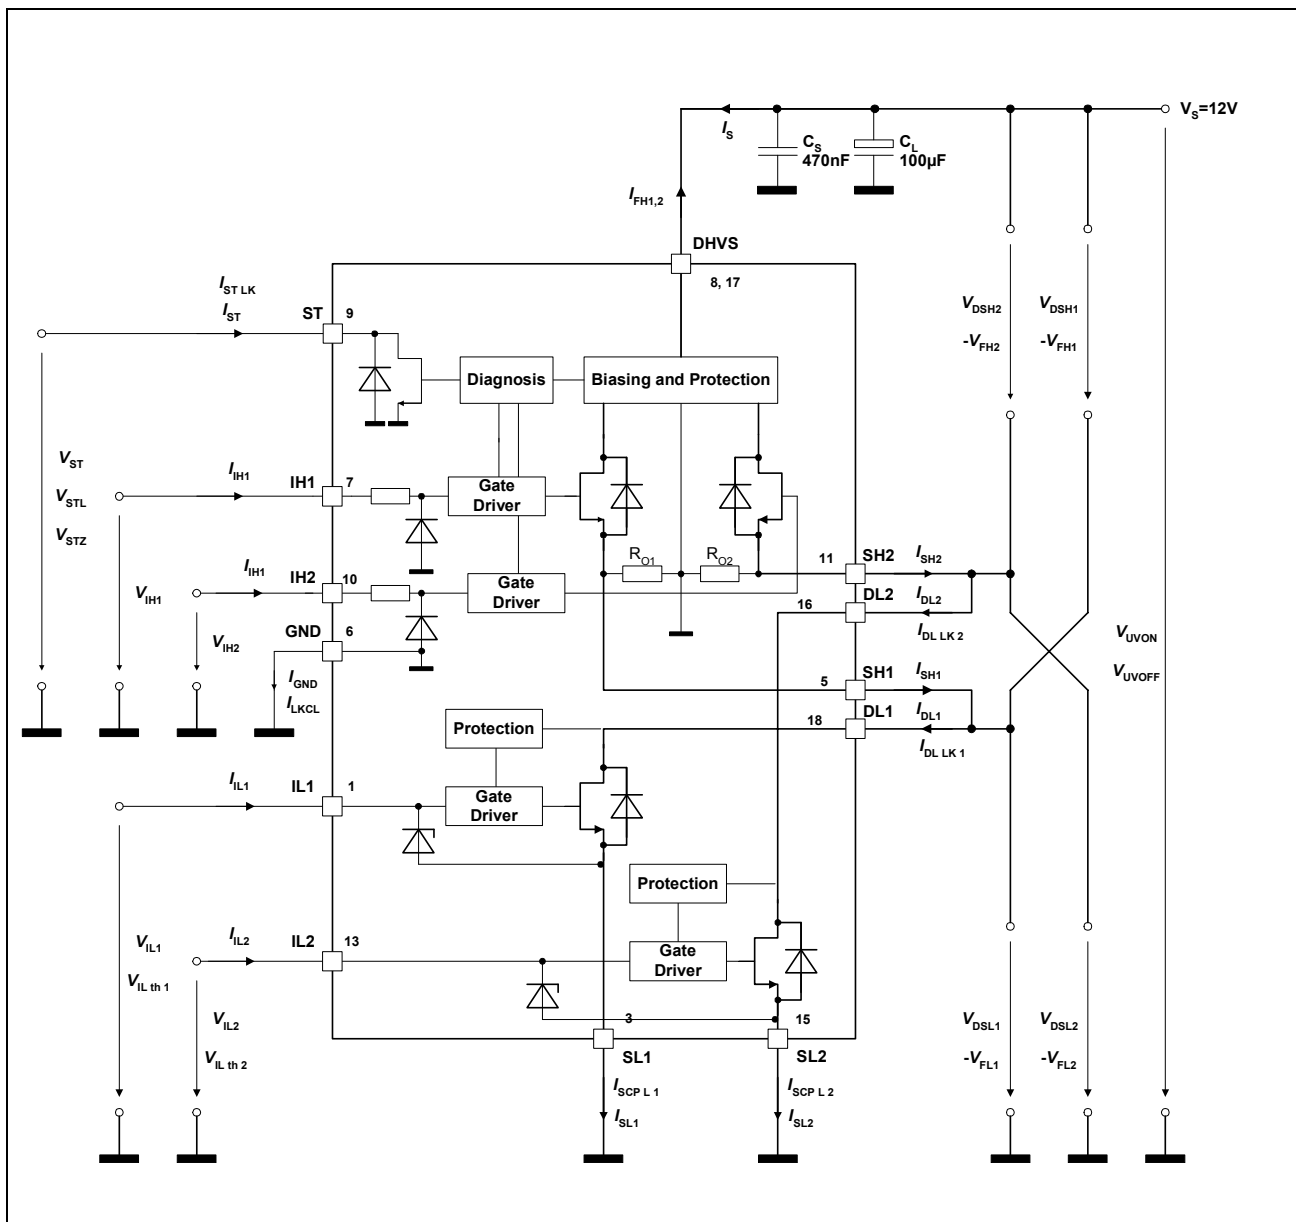 V_S=12V
I_S
C_S
470nF
C_L
100µF
I_FH1,2
DHVS
8, 17
I_ST LK
I_ST
ST
9
V_DSH2
-V_FH2
V_DSH1
-V_FH1
Diagnosis
Biasing and Protection
V_ST
V_STL
V_STZ
I_IH1
IH1
7
Gate
Driver
R_O1
R_O2
11
SH2
I_SH2
V_IH1
I_IH1
IH2
10
Gate
Driver
DL2
I_DL2
16
I_DL LK 2
V_IH2
GND
6
I_GND
I_LKCL
V_UVON
V_UVOFF
5
SH1
I_SH1
DL1
I_DL1
18
I_DL LK 1
Protection
I_IL1
IL1
1
Gate
Driver
Protection
V_IL1
V_IL th 1
I_IL2
IL2
13
Gate
Driver
V_IL2
V_IL th 2
3
15
SL1
SL2
V_DSL1
-V_FL1
V_DSL2
-V_FL2
I_SCP L 1
I_SL1
I_SCP L 2
I_SL2